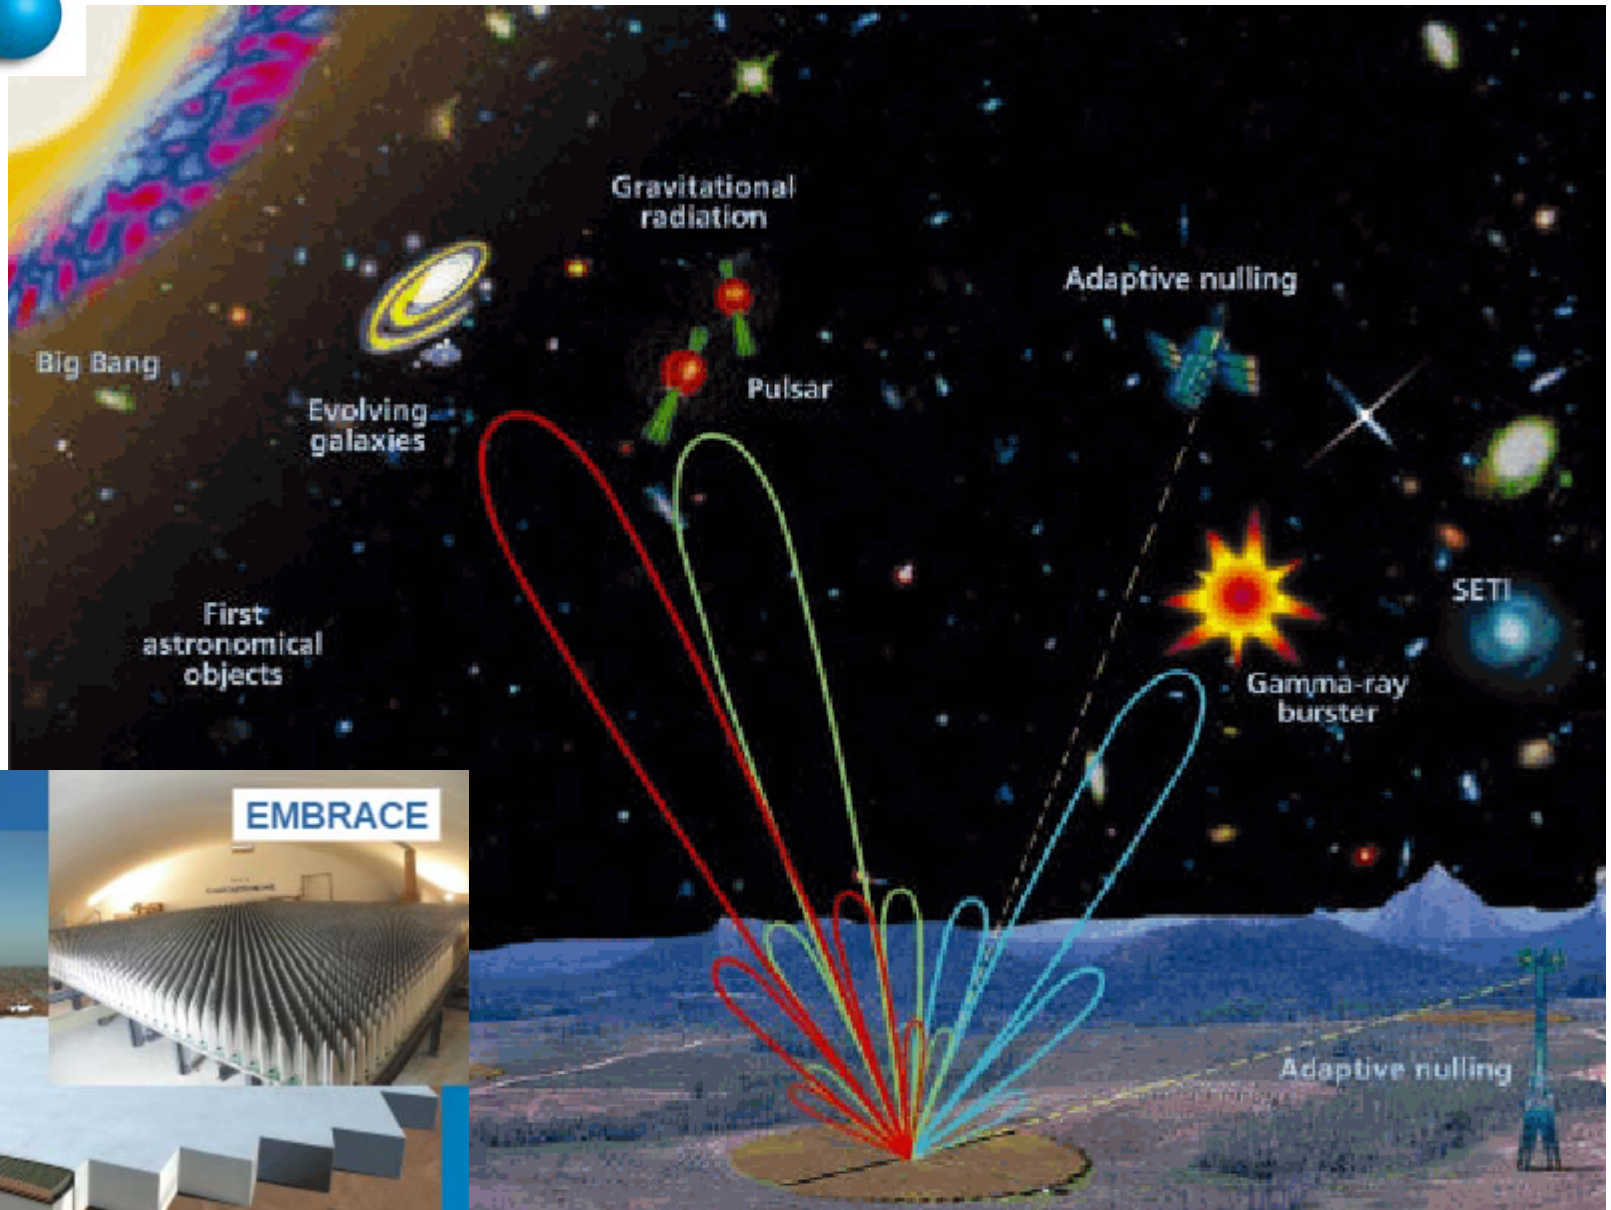 Gravitational
radiation
Adaptive nulling
Big Bang
Pulsar
Evolving
galaxies
SETI
First
astronomical
objects
Gamma-ray
burster
EMBRACE
Adaptive nulling